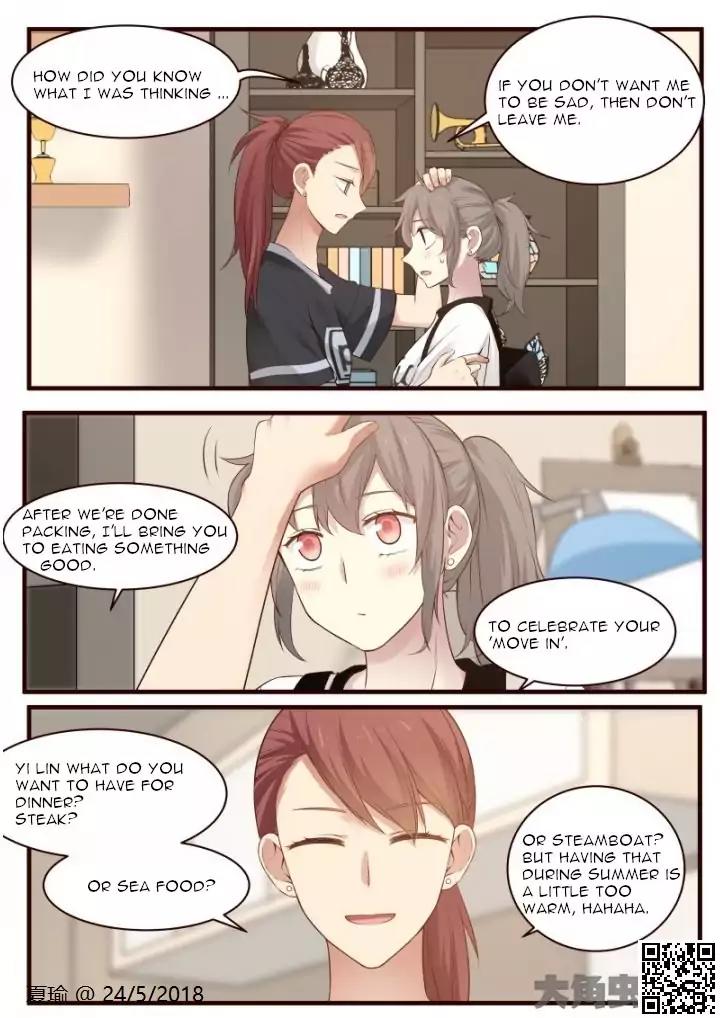 HOW DID YOU KNOW
WHAT I WAS THINKING ...
IF YOU DON'T WANT ME
TO BE SAD, THEN DON'T
LEAVE ME.
AFTER WE'RE DONE
PACKING, I'LL BRING YOU
TO EATING SOMETHING
GOOD.
TO CELEBRATE YOUR
'MOVE IN'.
YI LIN WHAT DO YOU
WANT TO HAVE FOR
DINNER?
STEAK?
OR SEA FOOD?
OR STEAMBOAT?
BUT HAVING THAT
DURING SUMMER IS
A LITTLE TOO
WARM, HAHAHA.
夏瑜 @ 24/5/2018
大角虫